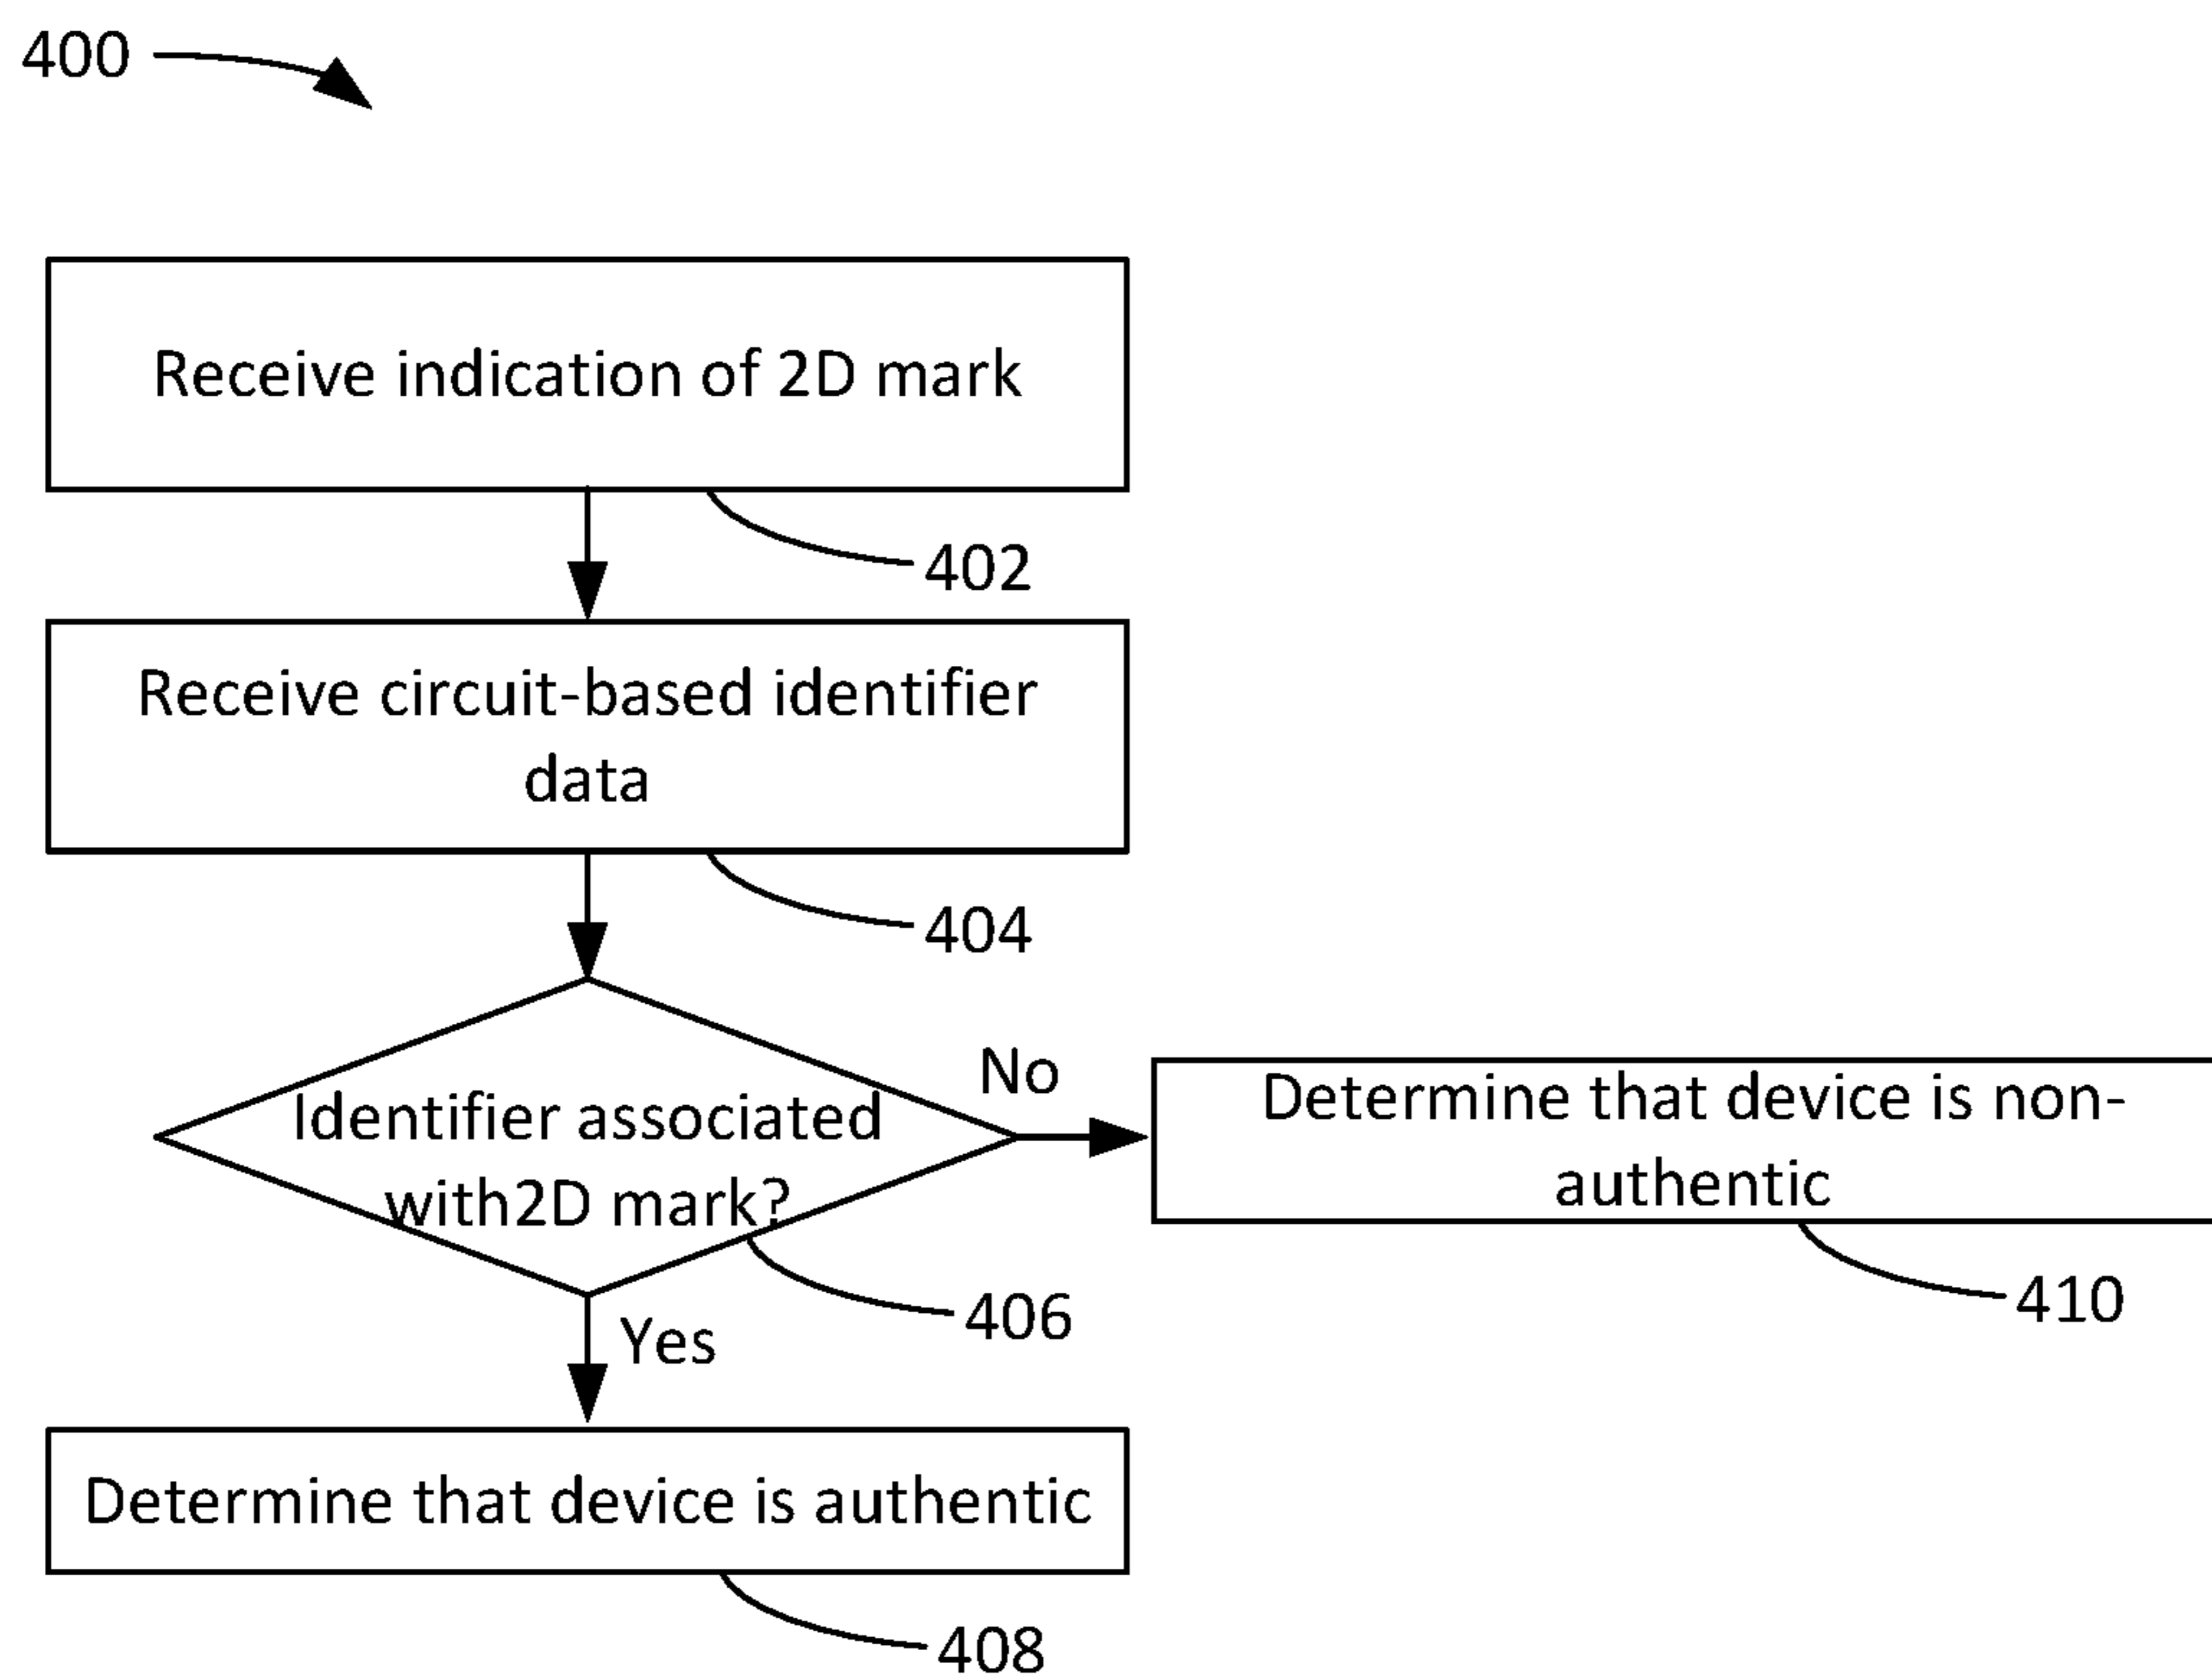 400
Receive indication of 2D mark
402
Receive circuit-based identifier
data
404
Identifier associated
with2D mark?
No
406
Yes
Determine that device is non-
authentic
410
Determine that device is authentic
408